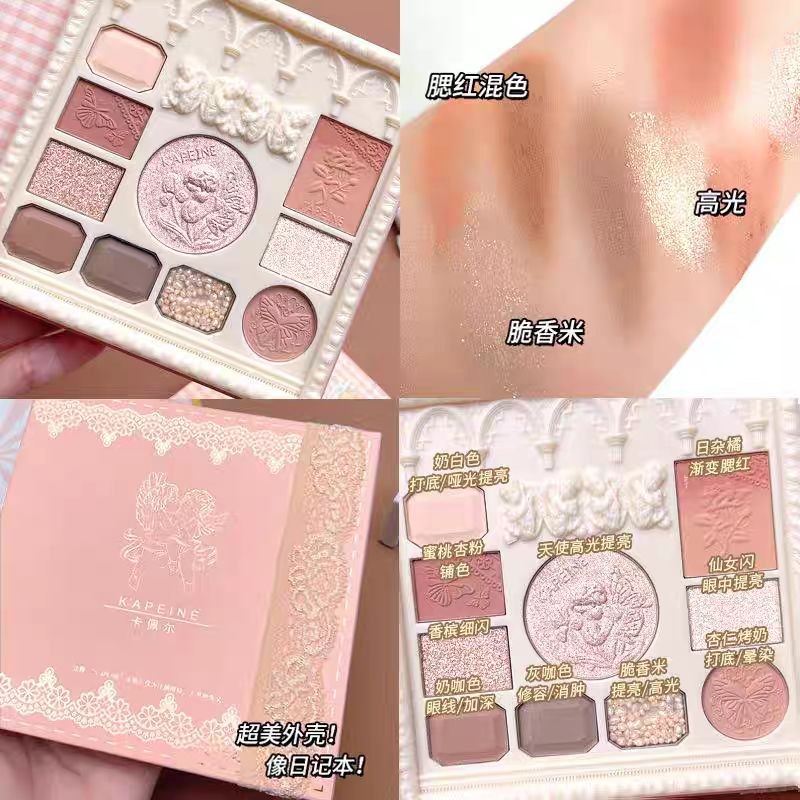 KAPEINE
KAPEINE
腮红混色
高光
脆香米
KAPEINE
卡佩尔
超美外壳！
像日记本！
奶白色
打底/哑光提亮
日杂橘
渐变腮红
蜜桃杏粉
铺色
天使高光提亮
KAPEINE
仙女闪
眼中提亮
香槟细闪
杏仁烤奶
打底/晕染
奶咖色
眼线/加深
灰咖色
修容/消肿
脆香米
提亮/高光